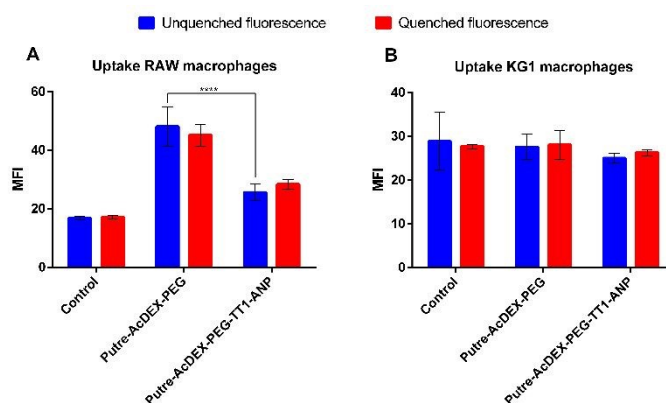 Unquenched fluorescence Quenched fluorescence
A
Uptake RAW macrophages
****
MFI
60
40
20
0
Control
Putre-AcDEX-PEG
Putre-AcDEX-PEG-TT1-ANP
B
Uptake KG1 macrophages
MFI
40
30
20
10
0
Control
Putre-AcDEX-PEG
Putre-AcDEX-PEG-TT1-ANP